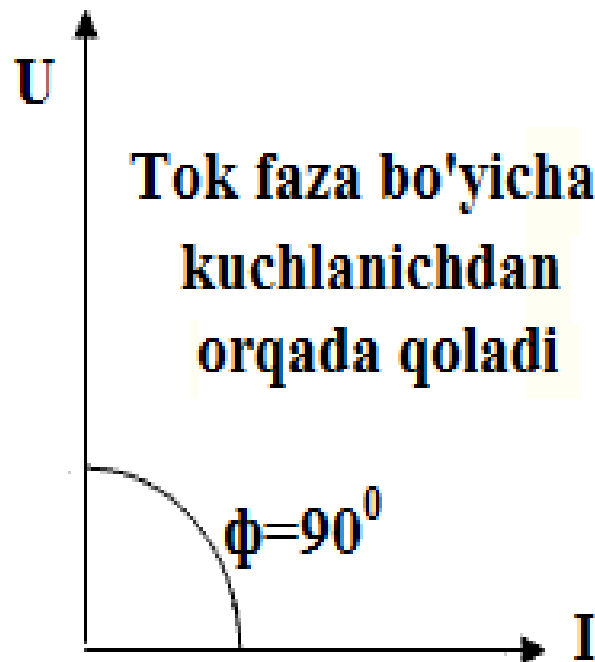 U
Tok faza bo'yicha
kuchlanichdan
orqada qoladi
ф=90⁰
I